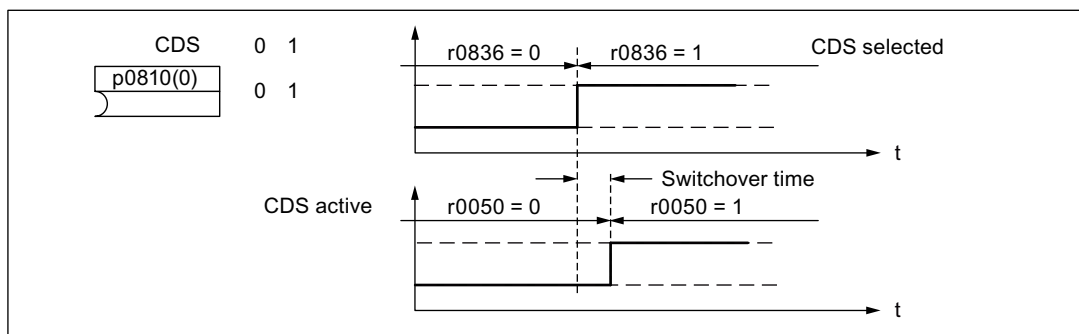 CDS 0 1
p0810(0) 0 1
r0836 = 0 r0836 = 1 CDS selected
t
Switchover time
CDS active r0050 = 0 r0050 = 1
t